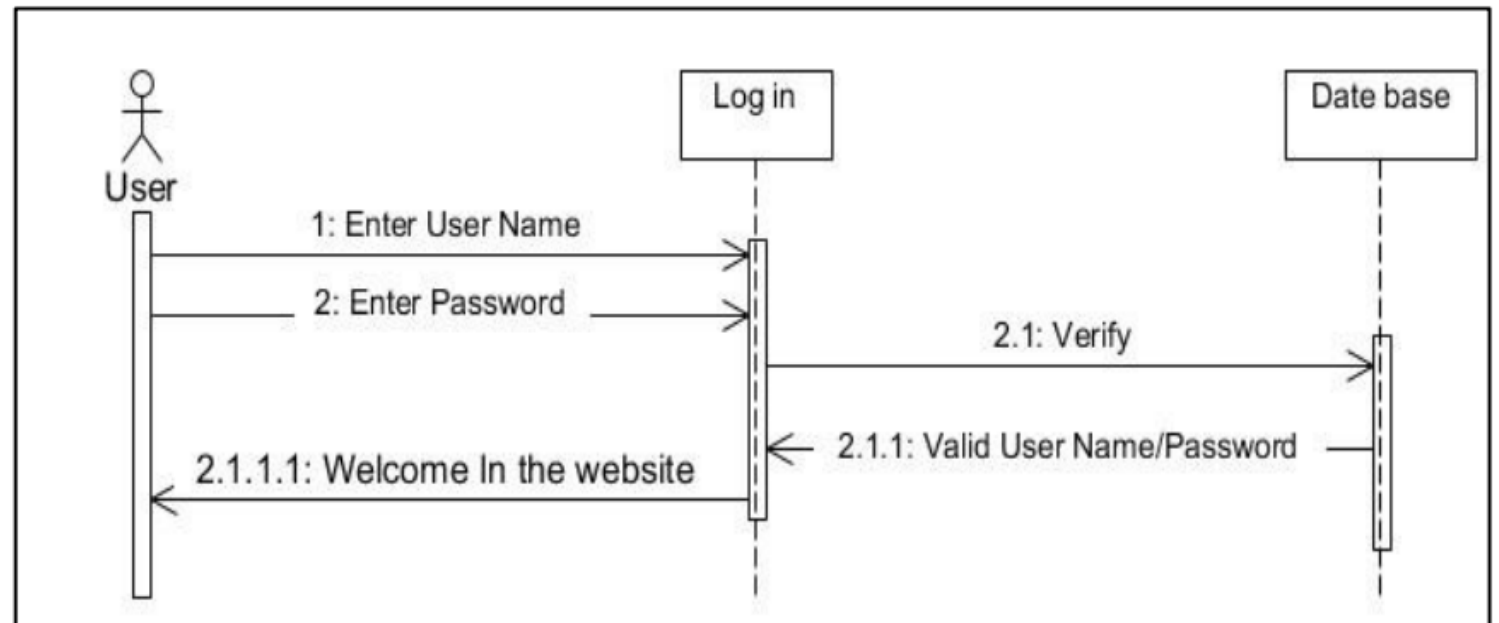 Log in
Date base
User
1: Enter User Name
2: Enter Password
2.1: Verify
2.1.1: Valid User Name/Password
2.1.1.1: Welcome In the website